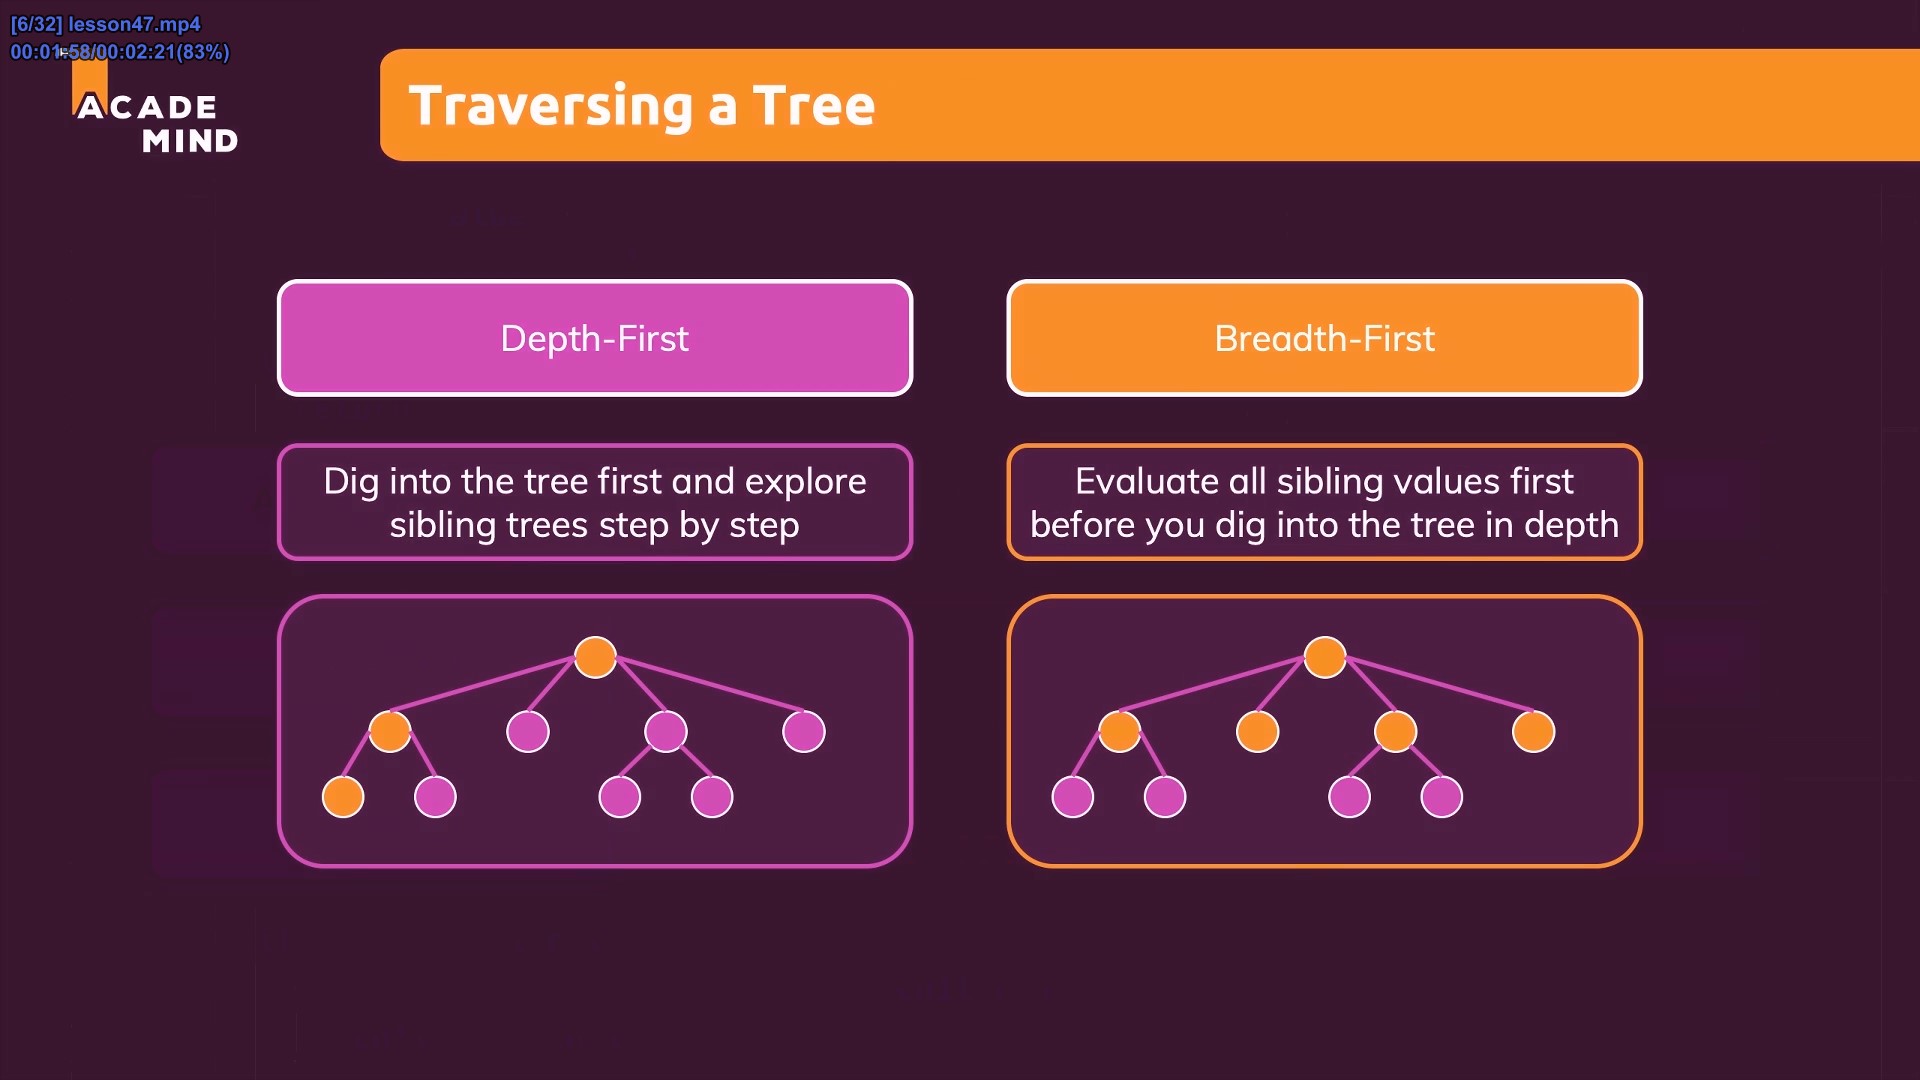 [6/32] lesson47.mp4
00:01:58/00:02:21(83%)
ACADE
MIND
Traversing a Tree
Depth-First
Breadth-First
Dig into the tree first and explore
sibling trees step by step
Evaluate all sibling values first
before you dig into the tree in depth